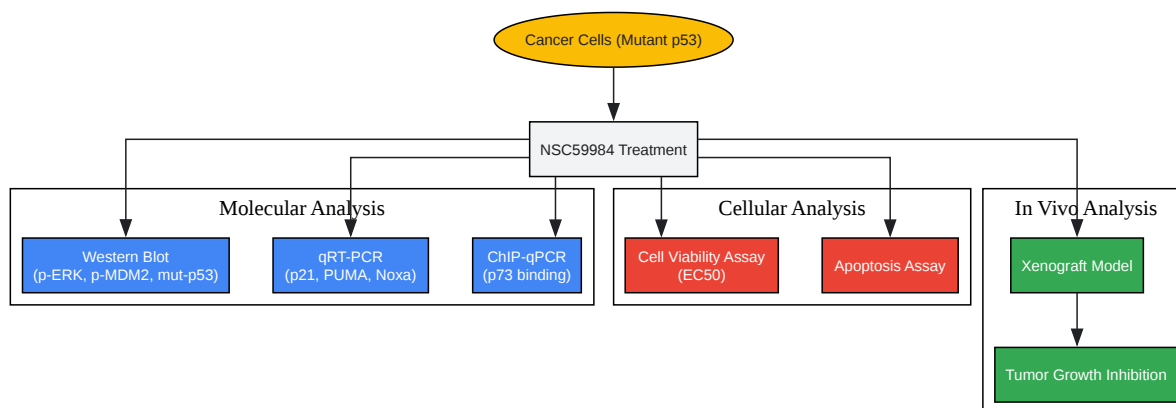 Cancer Cells (Mutant p53)
NSC59984 Treatment
Molecular Analysis
Western Blot
(p-ERK, p-MDM2, mut-p53)
qRT-PCR
(p21, PUMA, Noxa)
ChIP-qPCR
(p73 binding)
Cellular Analysis
Cell Viability Assay
(EC50)
Apoptosis Assay
In Vivo Analysis
Xenograft Model
Tumor Growth Inhibition